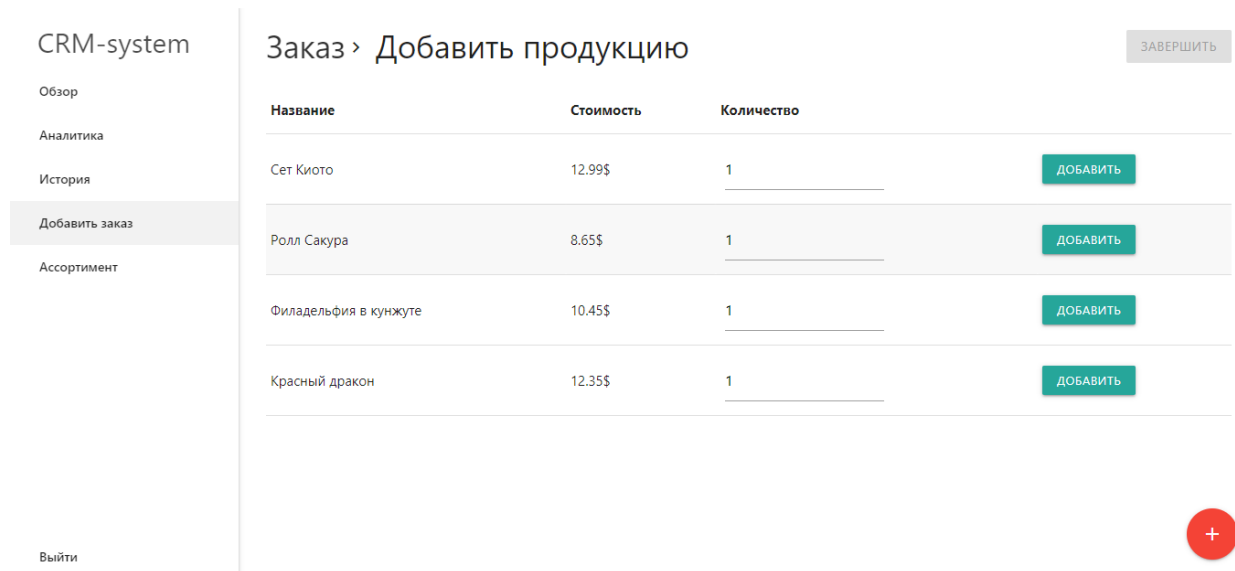 CRM-system
Обзор
Аналитика
История
Добавить заказ
Ассортимент
Выйти
Заказ › Добавить продукцию
ЗАВЕРШИТЬ
Название Стоимость Количество
Сет Киото 12.99$ 1 ДОБАВИТЬ
Ролл Сакура 8.65$ 1 ДОБАВИТЬ
Филадельфия в кунжуте 10.45$ 1 ДОБАВИТЬ
Красный дракон 12.35$ 1 ДОБАВИТЬ
+